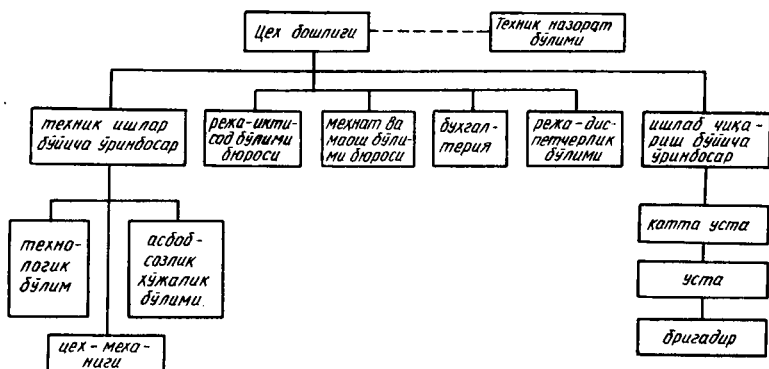 Цех бошлиғи
Техник назорат
бўлими
техник ишлар
бўйича ўринбосар
режа-иқти-
сод бўлими
бюроси
меҳнат ва
маош бўли-
ми бюроси
бухгал-
терия
режа-дис-
петчерлик
бўлими
ишлаб чиқа-
риш бўйича
ўринбосар
техно-
логик
бўлим
асбоб-
созлик
хўжалик
бўлими.
цех-меха-
ниги
катта уста
уста
бригадир